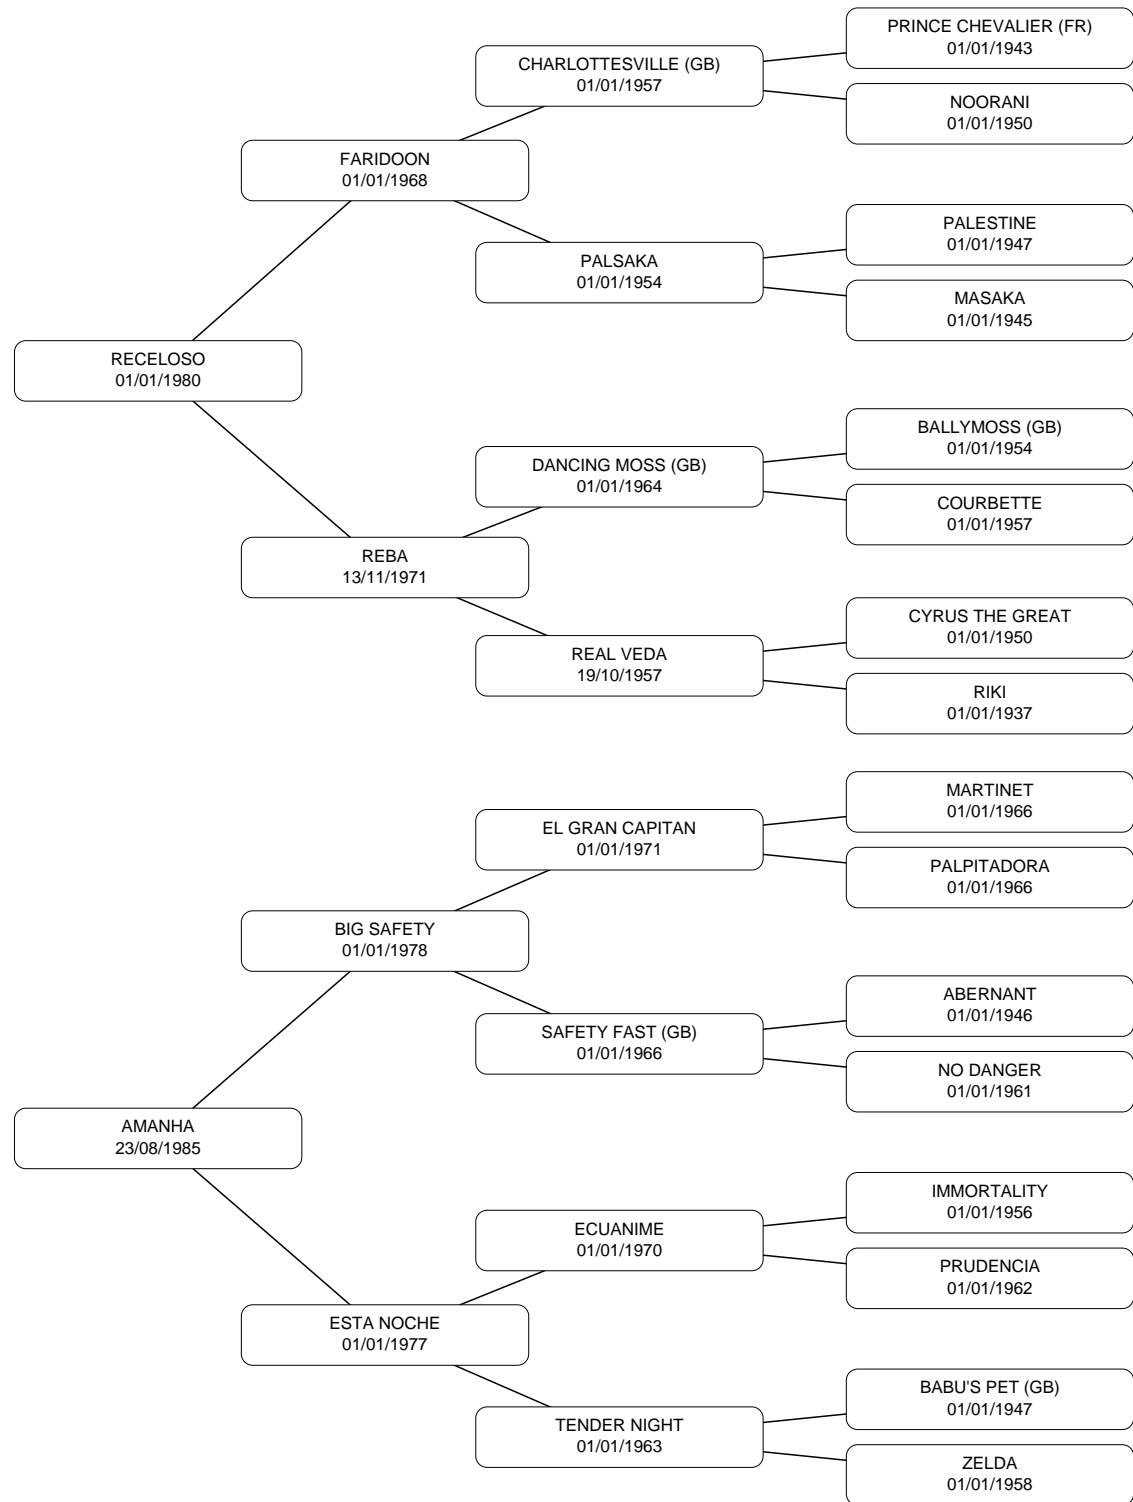 PRINCE CHEVALIER (FR)
01/01/1943
CHARLOTTESVILLE (GB)
01/01/1957
NOORANI
01/01/1950
FARIDOON
01/01/1968
PALESTINE
01/01/1947
PALSAKA
01/01/1954
MASAKA
01/01/1945
RECELOSO
01/01/1980
BALLYMOSS (GB)
01/01/1954
DANCING MOSS (GB)
01/01/1964
COURBETTE
01/01/1957
REBA
13/11/1971
CYRUS THE GREAT
01/01/1950
REAL VEDA
19/10/1957
RIKI
01/01/1937
MARTINET
01/01/1966
EL GRAN CAPITAN
01/01/1971
PALPITADORA
01/01/1966
BIG SAFETY
01/01/1978
ABERNANT
01/01/1946
SAFETY FAST (GB)
01/01/1966
NO DANGER
01/01/1961
AMANHA
23/08/1985
IMMORTALITY
01/01/1956
ECUANIME
01/01/1970
PRUDENCIA
01/01/1962
ESTA NOCHE
01/01/1977
BABU'S PET (GB)
01/01/1947
TENDER NIGHT
01/01/1963
ZELDA
01/01/1958